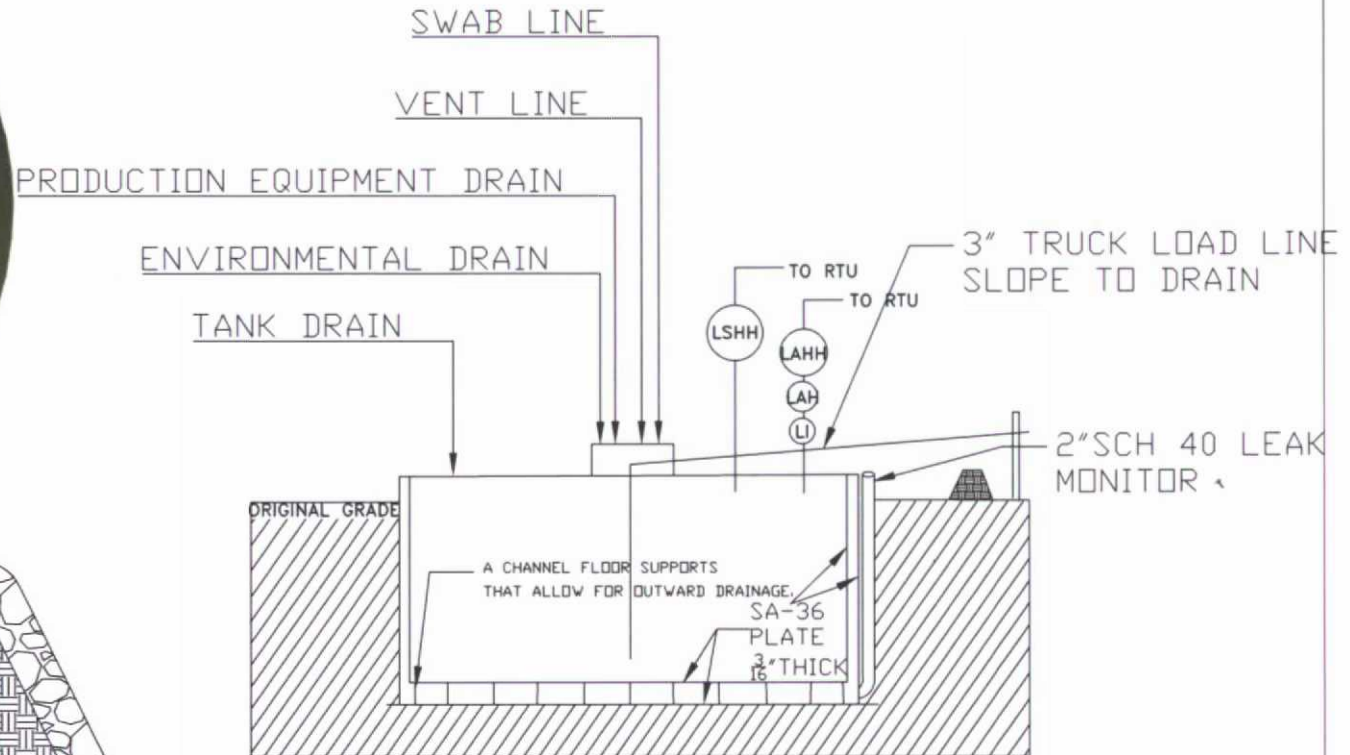 SWAB LINE
VENT LINE
PRODUCTION EQUIPMENT DRAIN
ENVIRONMENTAL DRAIN
TANK DRAIN
TO RTU
TO RTU
3" TRUCK LOAD LINE
SLOPE TO DRAIN
LSHH
LAHH
LAH
LI
2"SCH 40 LEAK
MONITOR
ORIGINAL GRADE
A CHANNEL FLOOR SUPPORTS
THAT ALLOW FOR OUTWARD DRAINAGE.
SA-36
PLATE
3/16"THICK